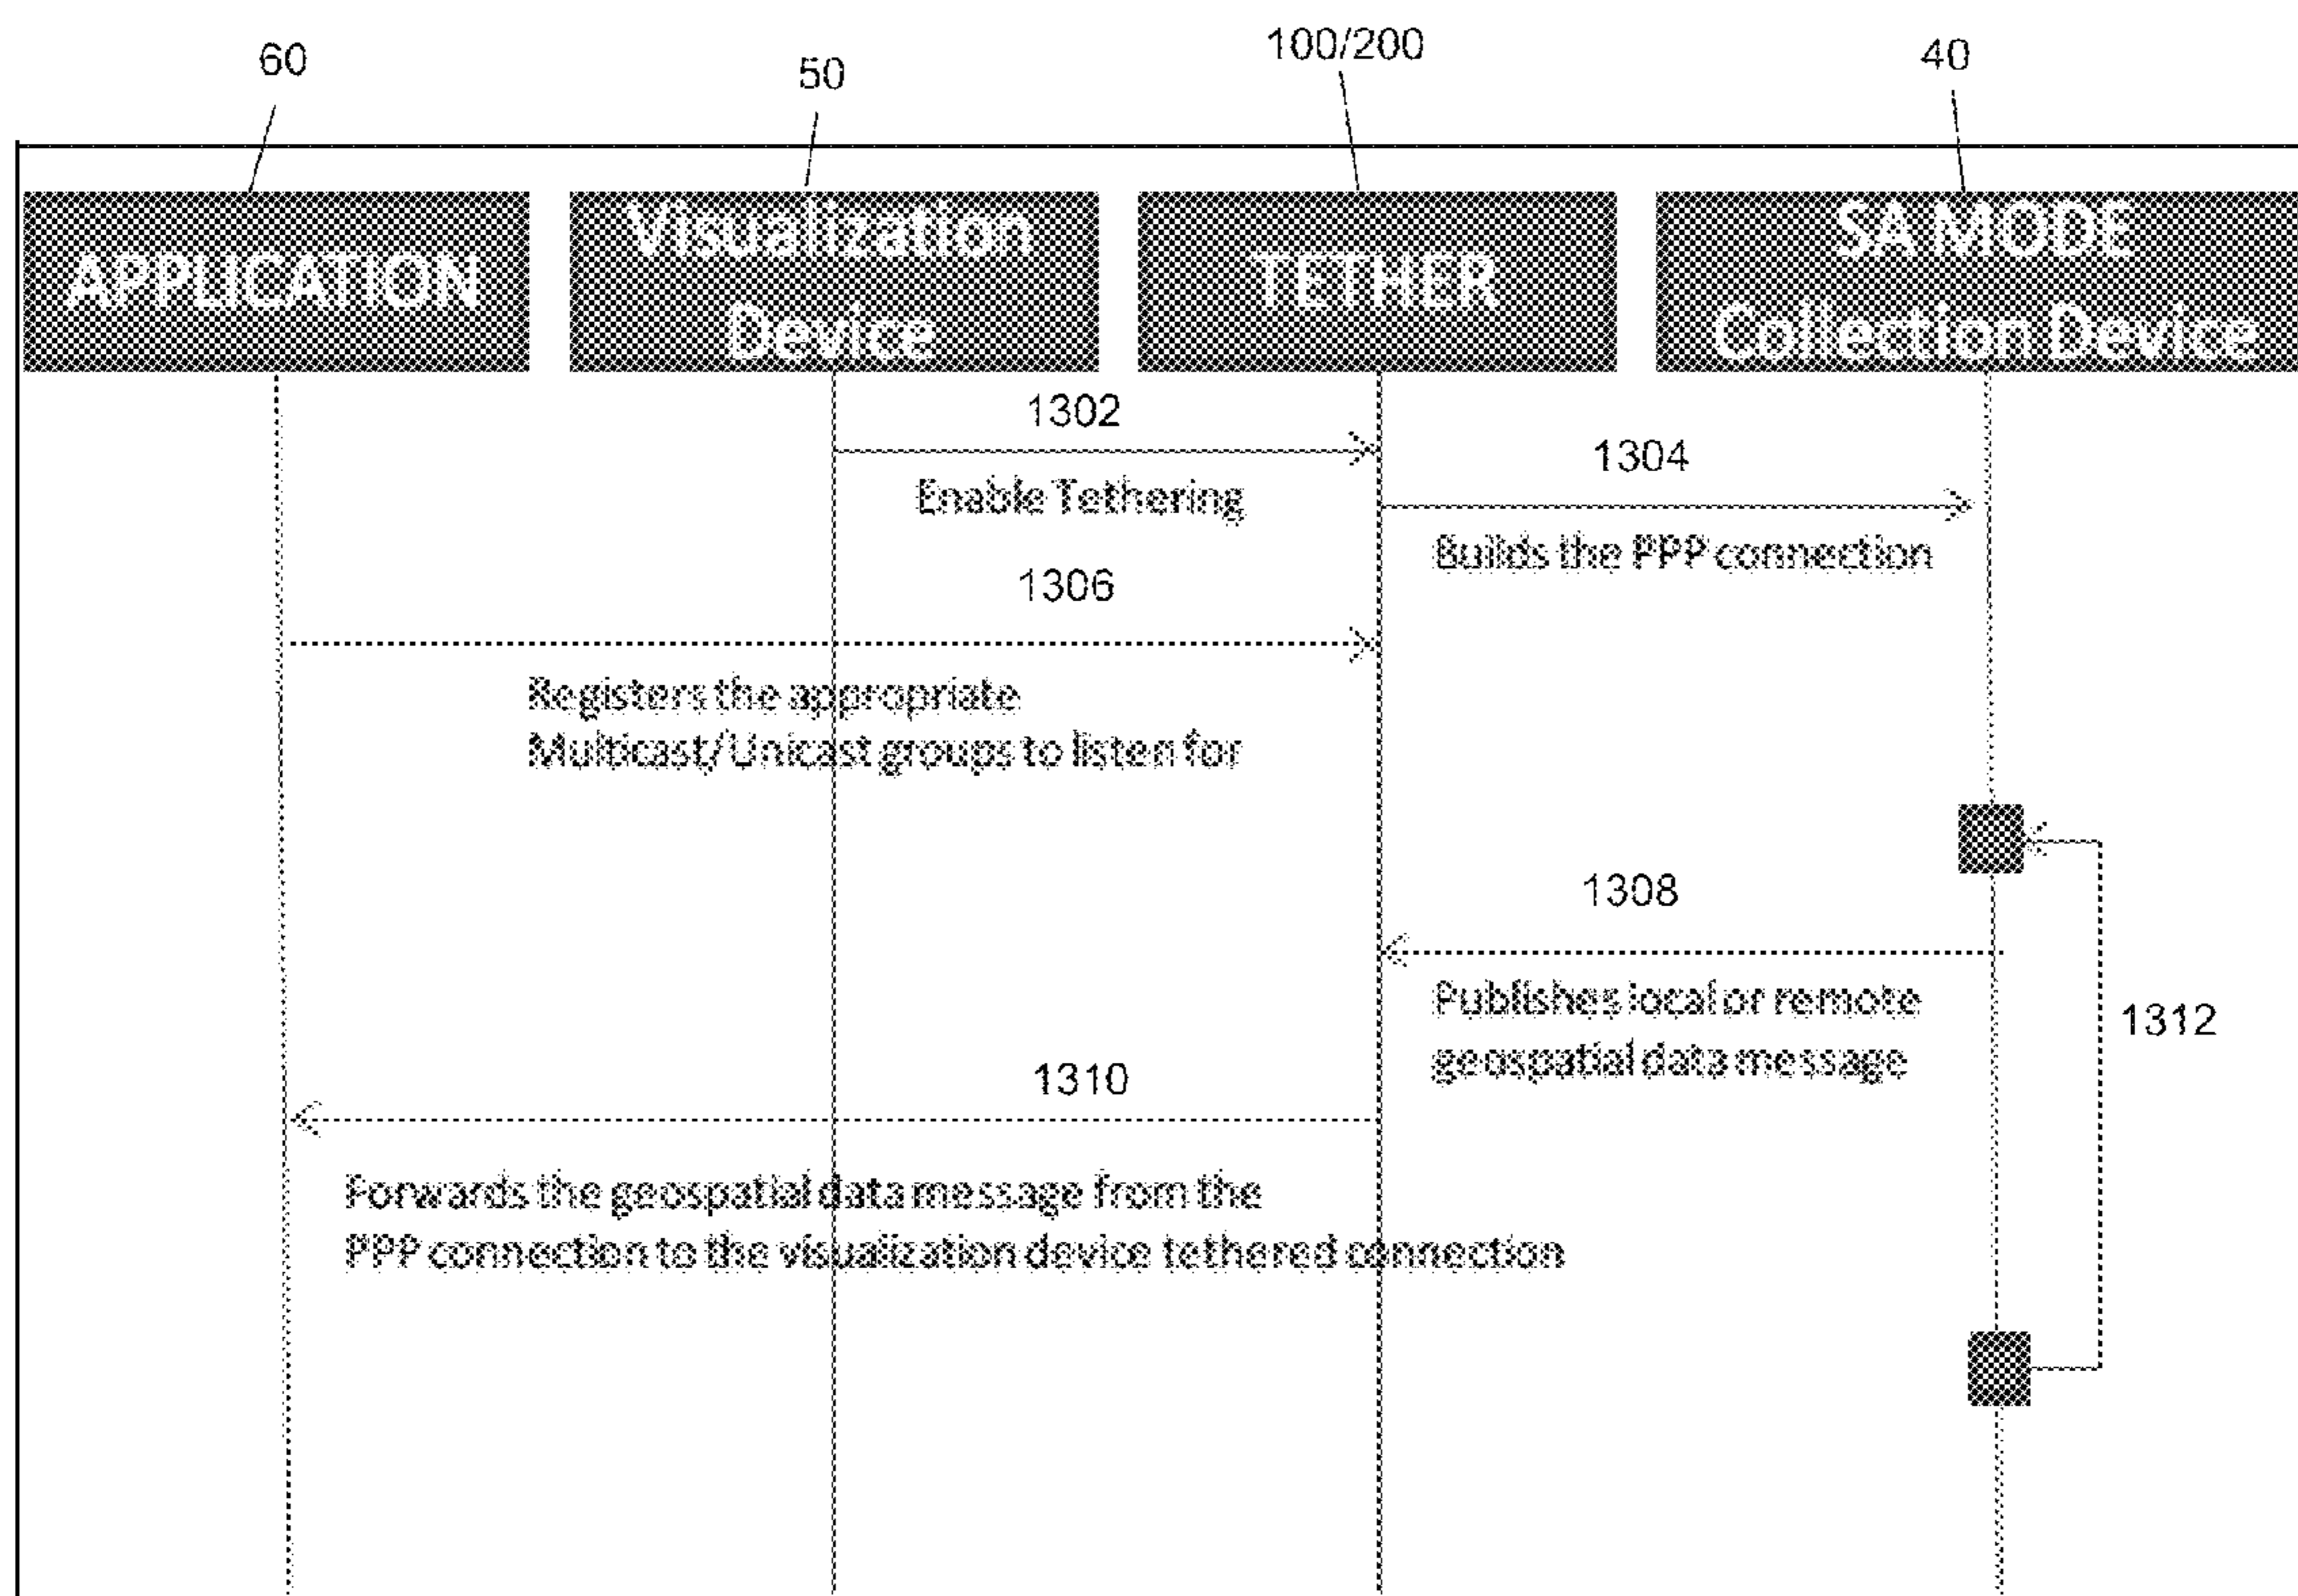 60
50
100/200
40
APPLICATION
Visualization
Device
TETHER
SA MODE
Collection Device
1302
Enable Tethering
1304
Builds the PPP connection
1306
Registers the appropriate
Multicast/Unicast groups to listen for
1308
Publishes local or remote
geospatial data message
1312
1310
Forwards the geospatial data message from the
PPP connection to the visualization device tethered connection